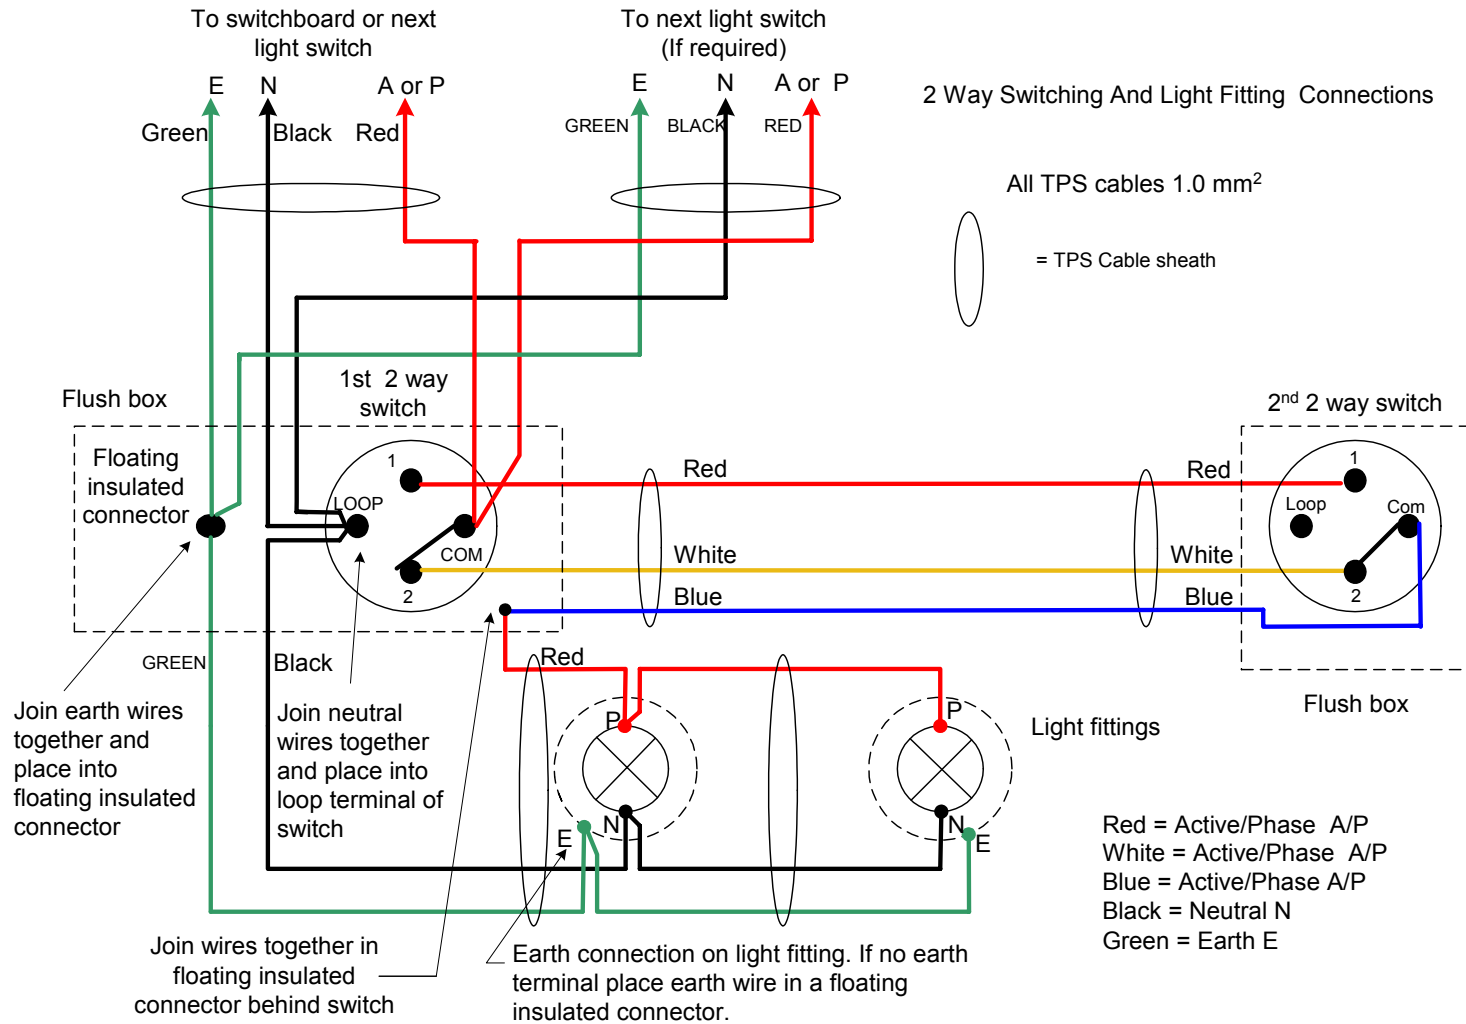 To switchboard or next
light switch
To next light switch
(If required)
E N A or P
E N A or P
2 Way Switching And Light Fitting Connections
Green Black Red
GREEN BLACK RED
All TPS cables 1.0 mm²
= TPS Cable sheath
Flush box
1st 2 way
switch
2nd 2 way switch
Floating
insulated
connector
1
LOOP
COM
2
Red
Red
White
White
Blue
Blue
1
Loop
Com
2
Flush box
GREEN
Black
Red
Join earth wires
together and
place into
floating insulated
connector
Join neutral
wires together
and place into
loop terminal of
switch
P
N
E
P
N
E
Light fittings
Red = Active/Phase A/P
White = Active/Phase A/P
Blue = Active/Phase A/P
Black = Neutral N
Green = Earth E
Join wires together in
floating insulated
connector behind switch
Earth connection on light fitting. If no earth
terminal place earth wire in a floating
insulated connector.